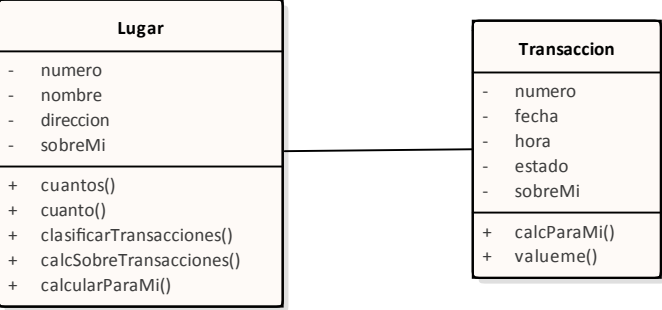 Lugar
- numero
- nombre
- direccion
- sobreMi
+ cuantos()
+ cuanto()
+ clasificarTransacciones()
+ calcSobreTransacciones()
+ calcularParaMi()
Transaccion
- numero
- fecha
- hora
- estado
- sobreMi
+ calcParaMi()
+ valueme()